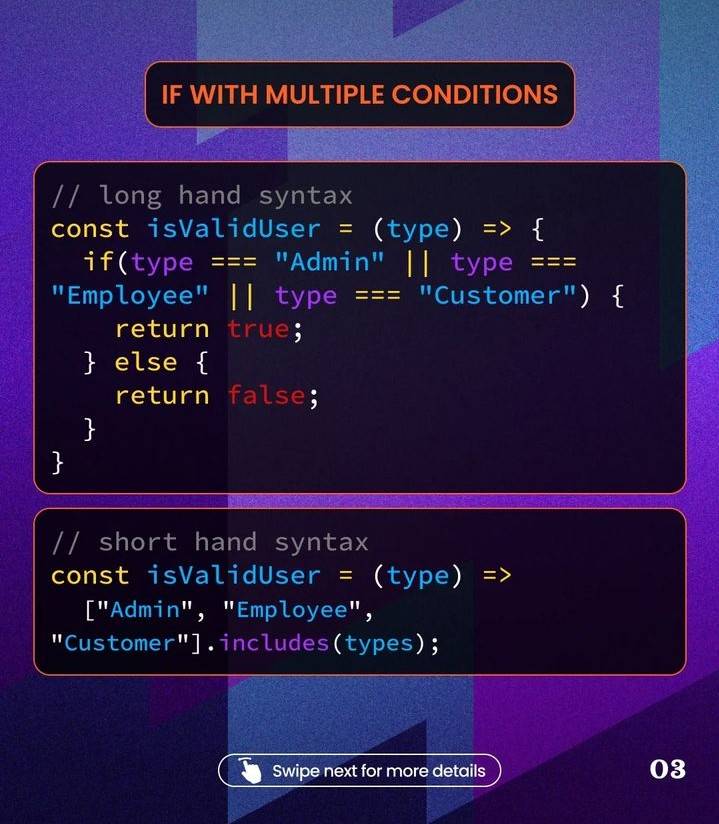 IF WITH MULTIPLE CONDITIONS
// long hand syntax
const isValidUser = (type) => {
  if(type === "Admin" || type ===
"Employee" || type === "Customer") {
    return true;
  } else {
    return false;
  }
}
// short hand syntax
const isValidUser = (type) =>
  ["Admin", "Employee",
"Customer"].includes(types);
Swipe next for more details
03